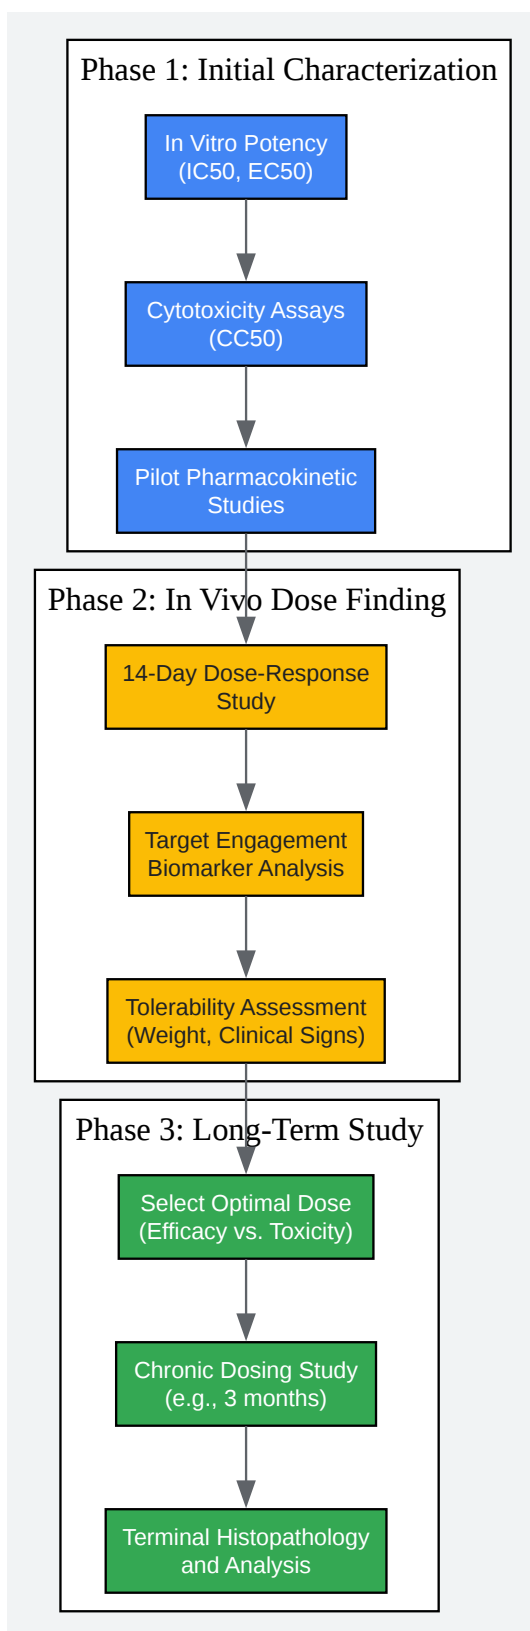 Phase 1: Initial Characterization
In Vitro Potency
(IC50, EC50)
Cytotoxicity Assays
(CC50)
Pilot Pharmacokinetic
Studies
Phase 2: In Vivo Dose Finding
14-Day Dose-Response
Study
Target Engagement
Biomarker Analysis
Tolerability Assessment
(Weight, Clinical Signs)
Phase 3: Long-Term Study
Select Optimal Dose
(Efficacy vs. Toxicity)
Chronic Dosing Study
(e.g., 3 months)
Terminal Histopathology
and Analysis